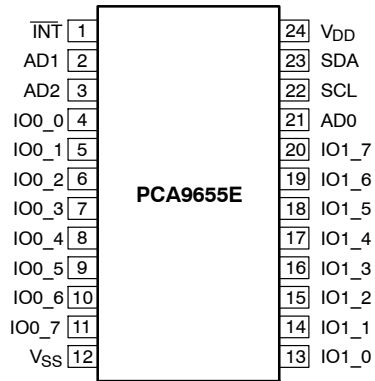 I̅N̅T̅ 1 24 VDD
AD1 2 23 SDA
AD2 3 22 SCL
IO0_0 4 21 AD0
IO0_1 5 20 IO1_7
IO0_2 6 19 IO1_6
PCA9655E
IO0_3 7 18 IO1_5
IO0_4 8 17 IO1_4
IO0_5 9 16 IO1_3
IO0_6 10 15 IO1_2
IO0_7 11 14 IO1_1
VSS 12 13 IO1_0